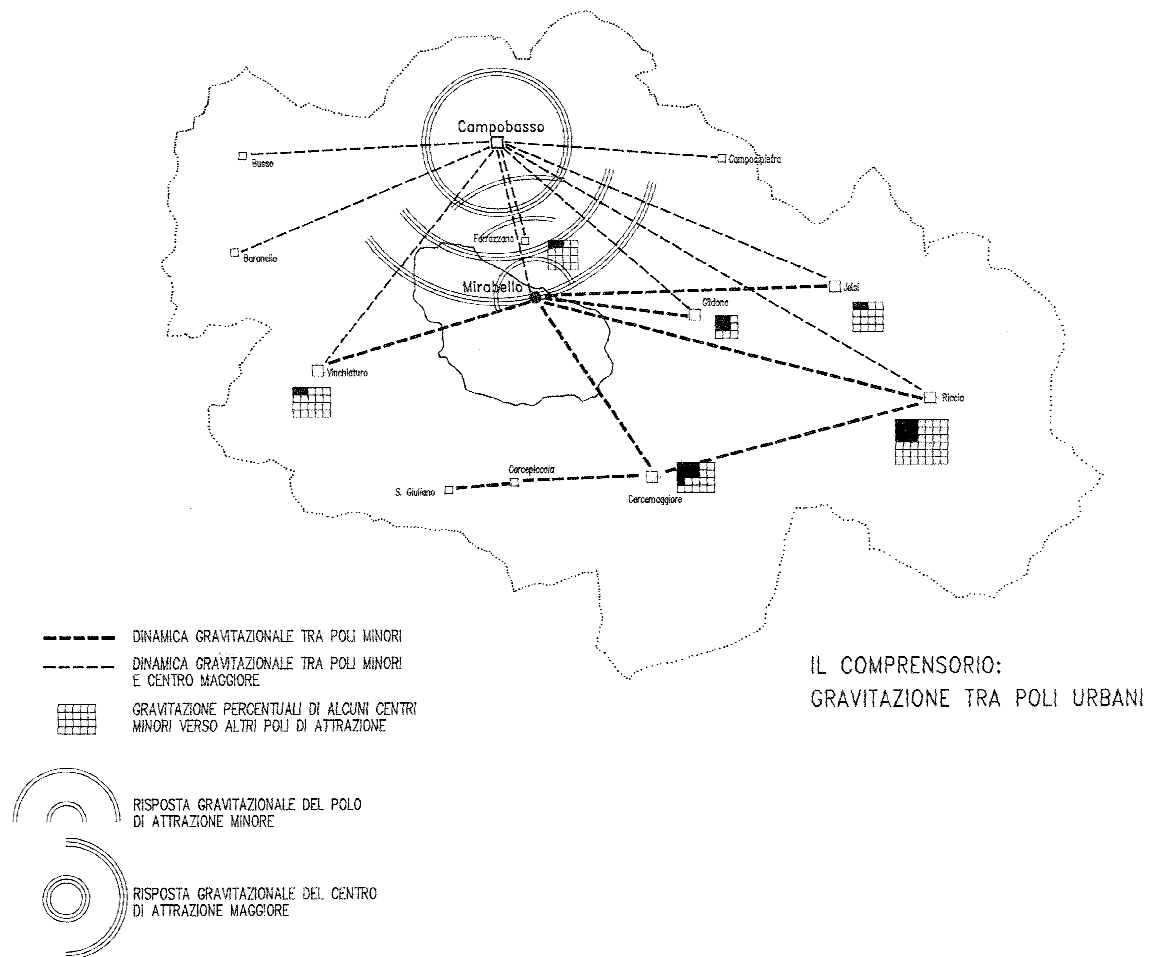 Campobasso
Busso
Campodipietra
Ferrazzano
Baranello
Mirabello
Jelsi
Gildone
Vinchiaturo
Riccia
Cercepiccola
S. Giuliano
Cercemaggiore
DINAMICA GRAVITAZIONALE TRA POLI MINORI
DINAMICA GRAVITAZIONALE TRA POLI MINORI
E CENTRO MAGGIORE
GRAVITAZIONE PERCENTUALI DI ALCUNI CENTRI
MINORI VERSO ALTRI POLI DI ATTRAZIONE
RISPOSTA GRAVITAZIONALE DEL POLO
DI ATTRAZIONE MINORE
RISPOSTA GRAVITAZIONALE DEL CENTRO
DI ATTRAZIONE MAGGIORE
IL COMPRENSORIO:
GRAVITAZIONE TRA POLI URBANI